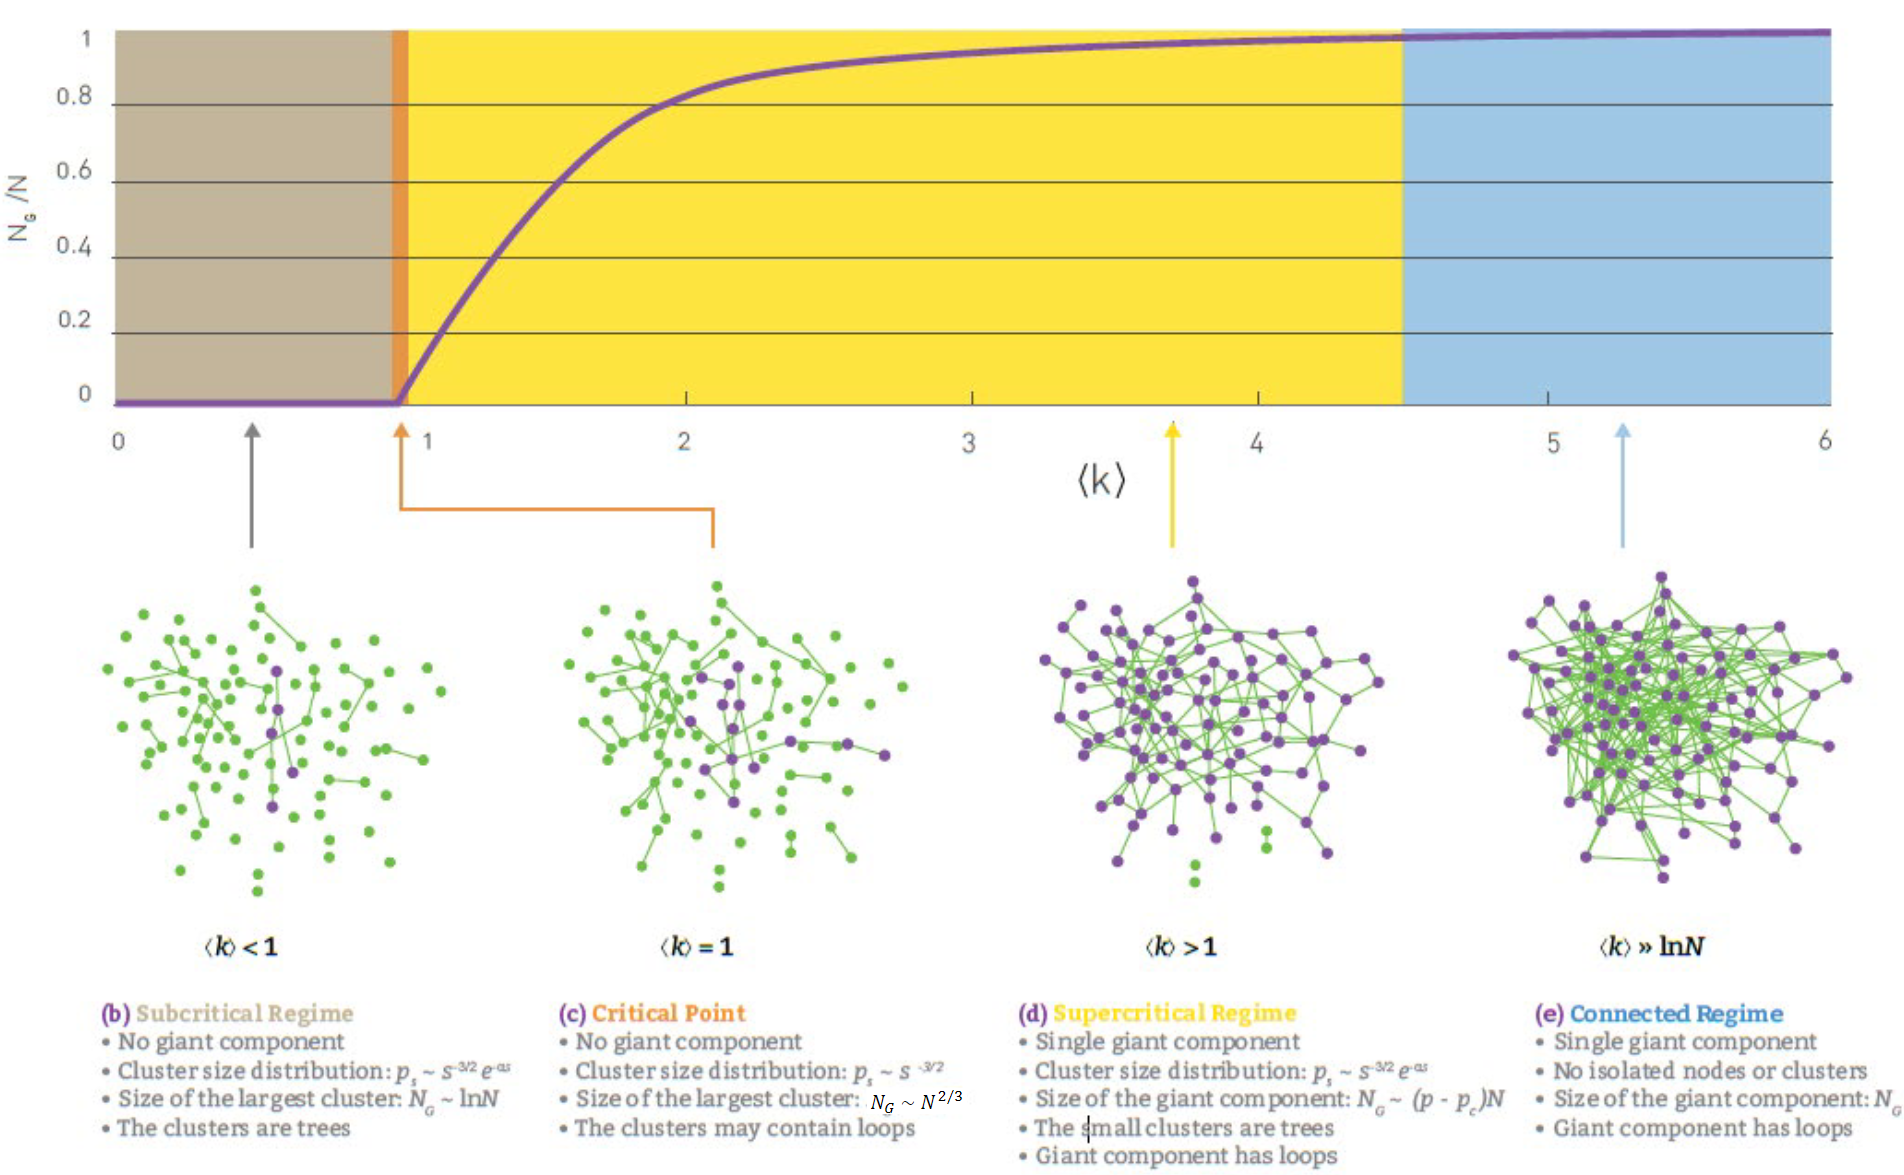 1
0.8
0.6
0.4
0.2
0
N_G /N
0 1 2 3 4 5 6
⟨k⟩
⟨k⟩ < 1
⟨k⟩ = 1
⟨k⟩ > 1
⟨k⟩ » lnN
(b) Subcritical Regime
• No giant component
• Cluster size distribution: p_s ~ s^-3/2 e^-αs
• Size of the largest cluster: N_G ~ lnN
• The clusters are trees
(c) Critical Point
• No giant component
• Cluster size distribution: p_s ~ s^-3/2
• Size of the largest cluster: N_G ~ N^2/3
• The clusters may contain loops
(d) Supercritical Regime
• Single giant component
• Cluster size distribution: p_s ~ s^-3/2 e^-αs
• Size of the giant component: N_G ~ (p - p_c)N
• The small clusters are trees
• Giant component has loops
(e) Connected Regime
• Single giant component
• No isolated nodes or clusters
• Size of the giant component: N_G
• Giant component has loops